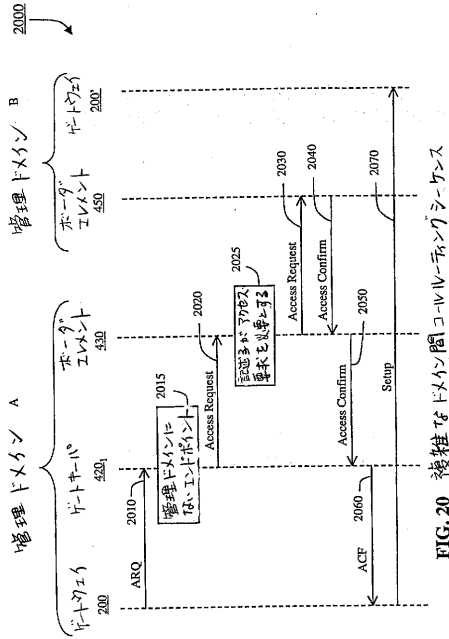 2000
管理ドメイン A
管理ドメイン B
ゲートウェイ
200
ゲートキーパ
420₁
ボーダ
エレメント
430
ボーダ
エレメント
450
ゲートウェイ
200'
ARQ
2010
管理ドメインに
ないエンドポイント
2015
Access Request
2020
記述子がアクセス
要求を必要とする
2025
Access Request
2030
Access Confirm
2040
Access Confirm
2050
ACF
2060
Setup
2070
FIG. 20 複雑なドメイン間コールルーティングシーケンス